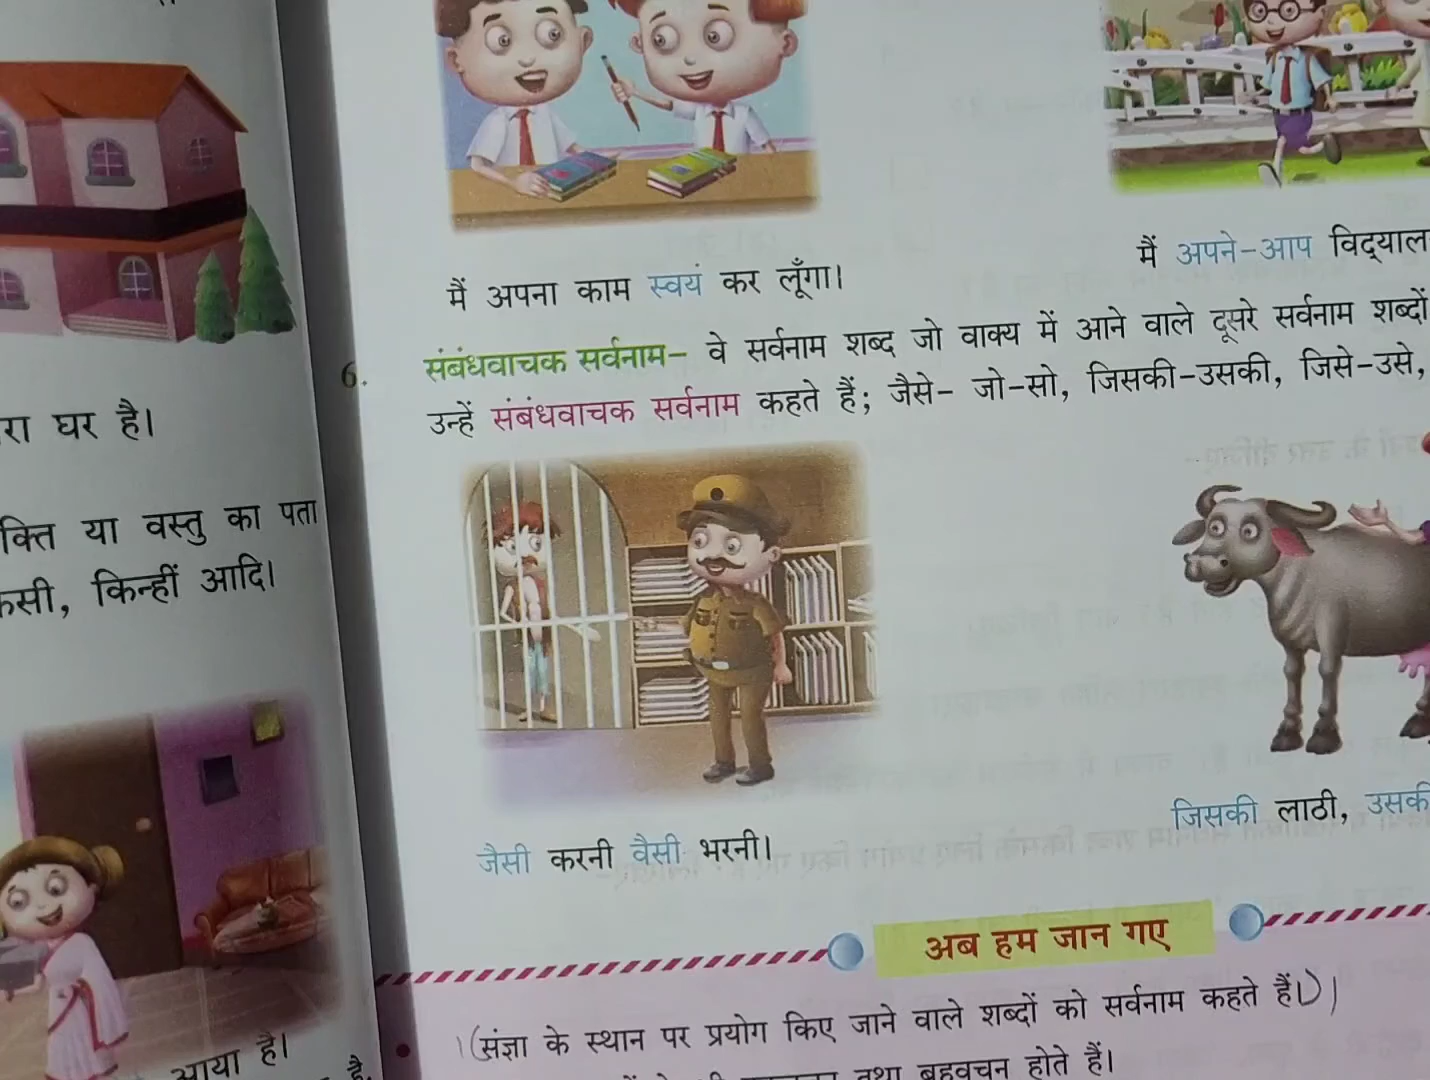 रा घर है।
क्ति या वस्तु का पता
कसी, किन्हीं आदि।
आया है।
है,
मैं अपना काम स्वयं कर लूँगा।
मैं अपने-आप विद्याल
6. संबंधवाचक सर्वनाम- वे सर्वनाम शब्द जो वाक्य में आने वाले दूसरे सर्वनाम शब्दों
उन्हें संबंधवाचक सर्वनाम कहते हैं; जैसे- जो-सो, जिसकी-उसकी, जिसे-उसे,
जैसी करनी वैसी भरनी।
जिसकी लाठी, उसकी
अब हम जान गए
(संज्ञा के स्थान पर प्रयोग किए जाने वाले शब्दों को सर्वनाम कहते हैं।)
तथा बहुवचन होते हैं।